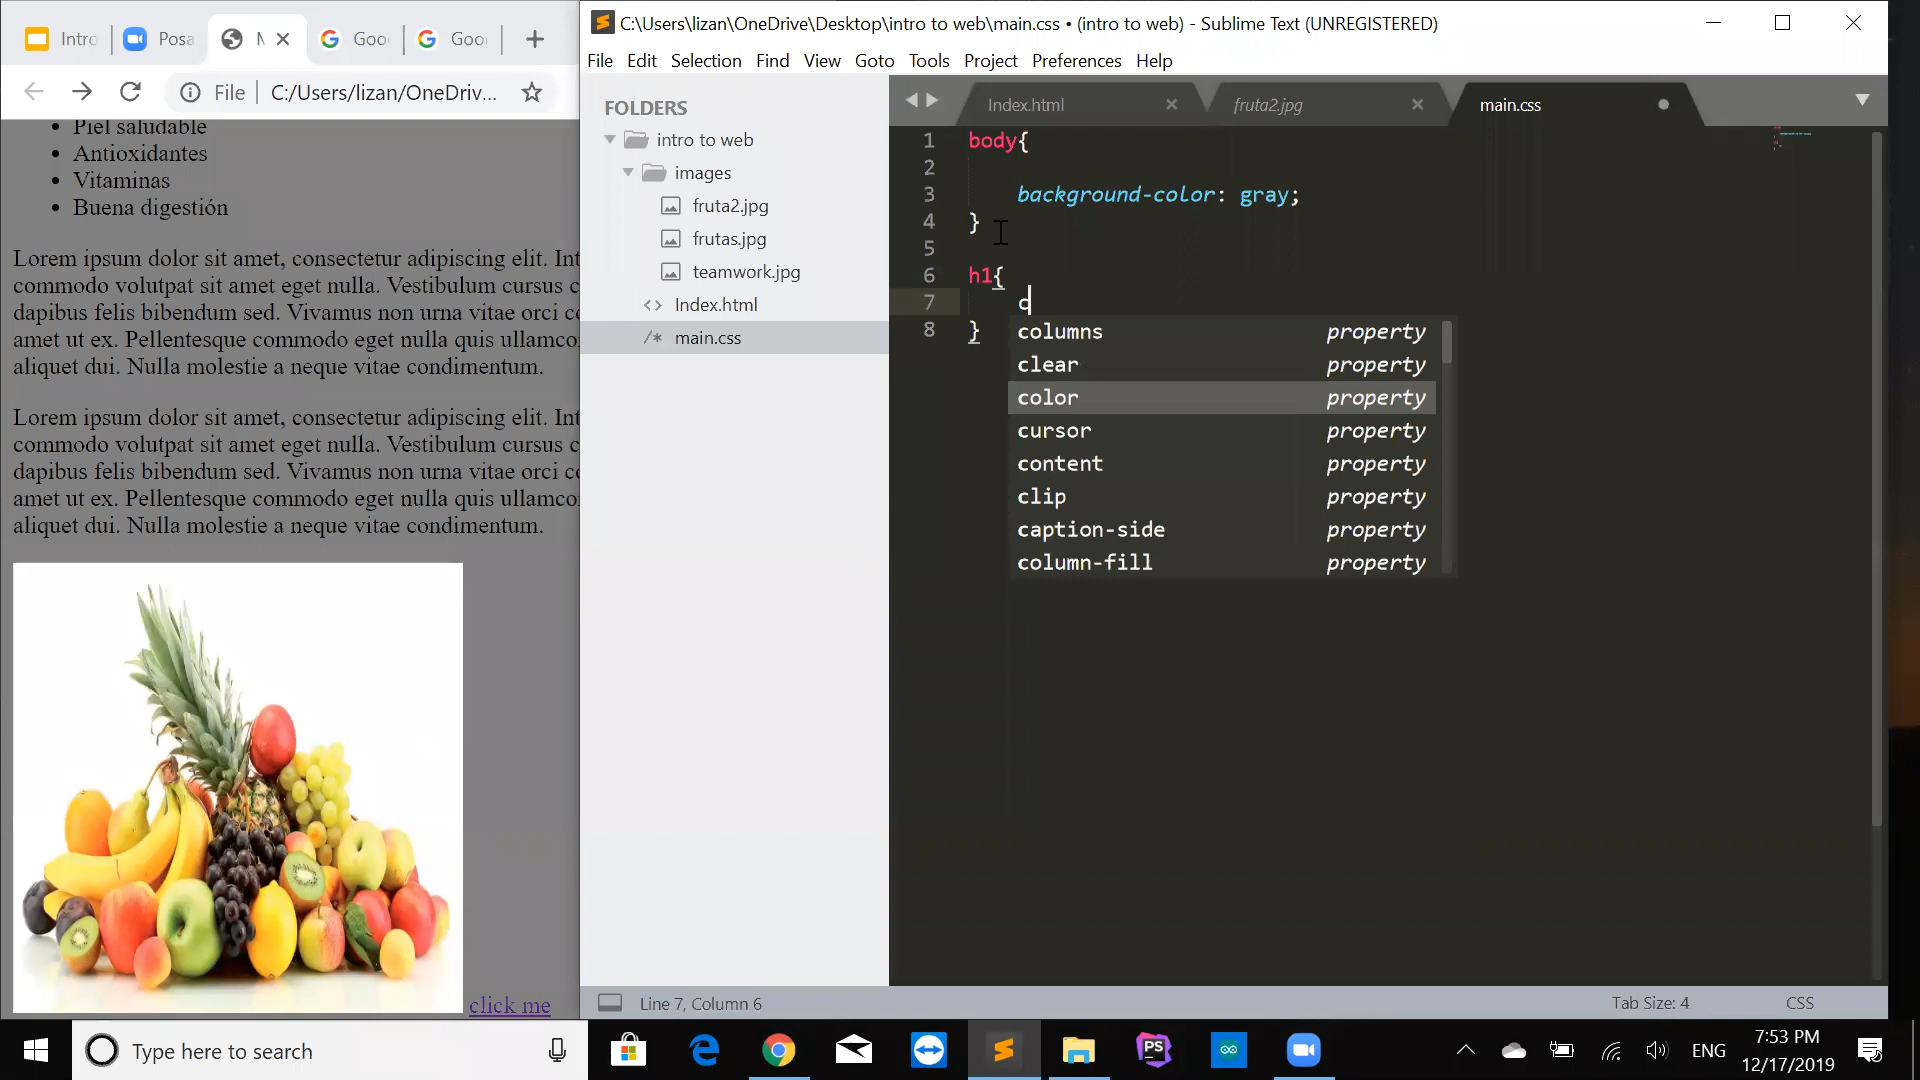 Intro
Posa
M
Goo
Goo
File
C:/Users/lizan/OneDriv...
Piel saludable
Antioxidantes
Vitaminas
Buena digestión
Lorem ipsum dolor sit amet, consectetur adipiscing elit. Int
commodo volutpat sit amet eget nulla. Vestibulum cursus c
dapibus felis bibendum sed. Vivamus non urna vitae orci co
amet ut ex. Pellentesque commodo eget nulla quis ullamco
aliquet dui. Nulla molestie a neque vitae condimentum.
Lorem ipsum dolor sit amet, consectetur adipiscing elit. Int
commodo volutpat sit amet eget nulla. Vestibulum cursus c
dapibus felis bibendum sed. Vivamus non urna vitae orci co
amet ut ex. Pellentesque commodo eget nulla quis ullamco
aliquet dui. Nulla molestie a neque vitae condimentum.
click me
C:\Users\lizan\OneDrive\Desktop\intro to web\main.css • (intro to web) - Sublime Text (UNREGISTERED)
File Edit Selection Find View Goto Tools Project Preferences Help
FOLDERS
intro to web
images
fruta2.jpg
frutas.jpg
teamwork.jpg
<> Index.html
/* main.css
Index.html
fruta2.jpg
main.css
1 body{
2
3 background-color: gray;
4 }
5
6 h1{
7 c
8 }
columns property
clear property
color property
cursor property
content property
clip property
caption-side property
column-fill property
Line 7, Column 6
Tab Size: 4
CSS
Type here to search
PS
ENG
7:53 PM
12/17/2019